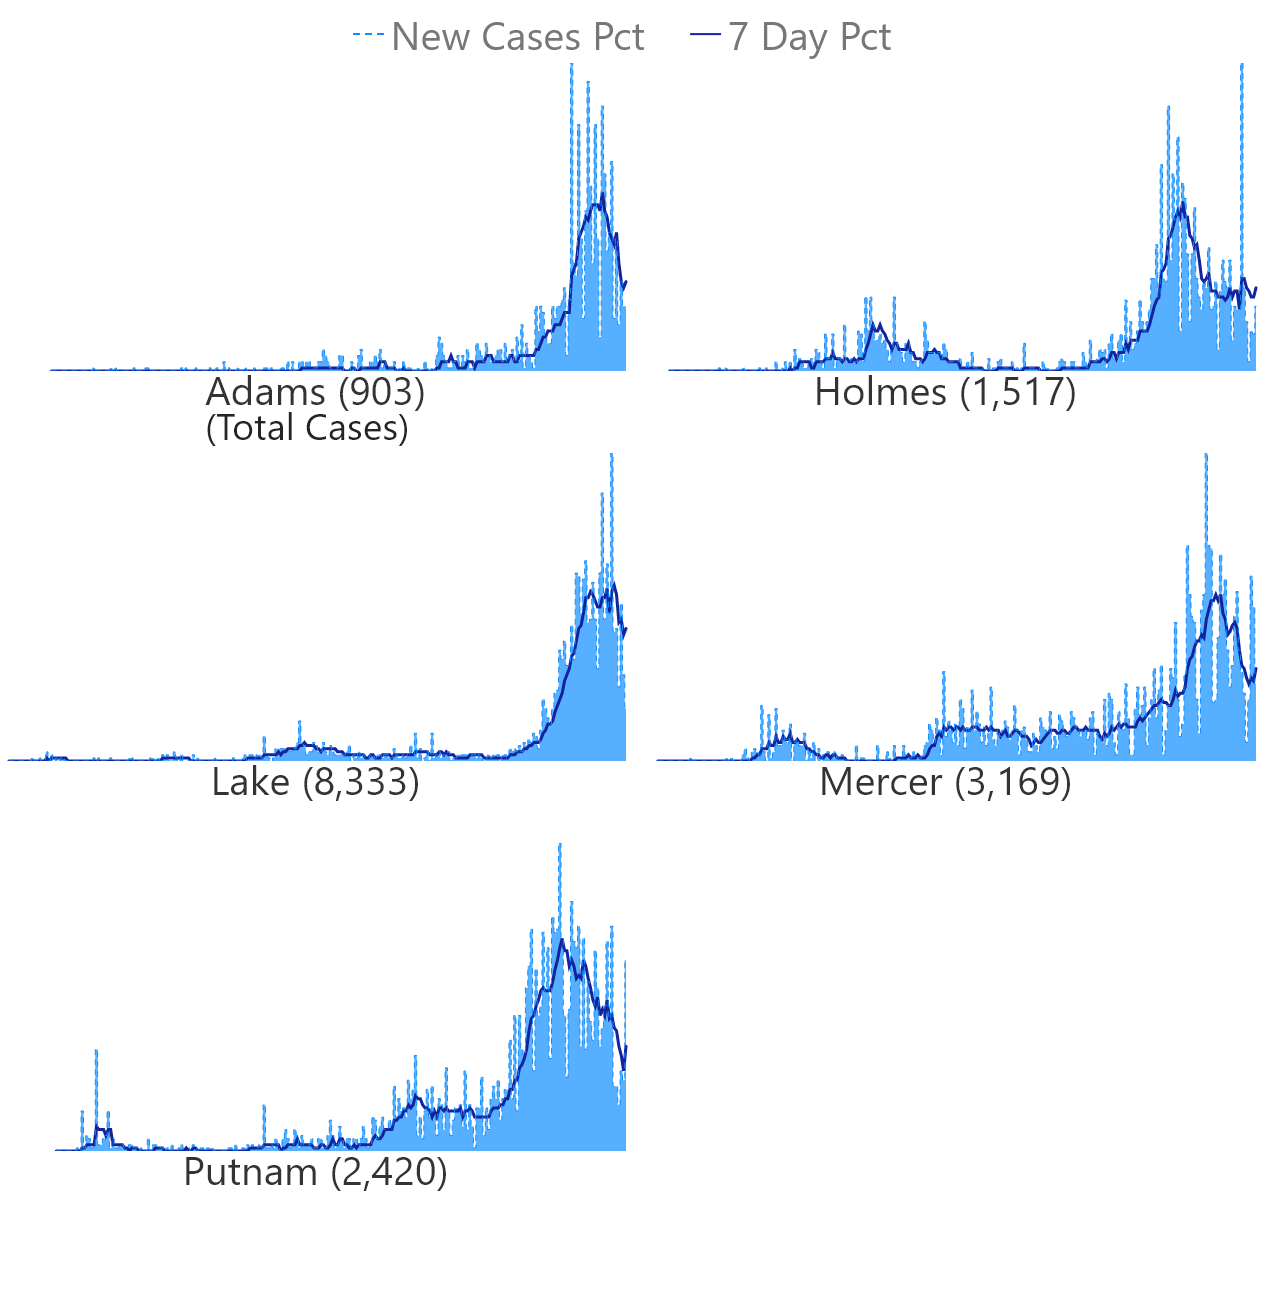 New Cases Pct 7 Day Pct
Adams (903) Holmes (1,517)
(Total Cases)
Lake (8,333) Mercer (3,169)
Putnam (2,420)